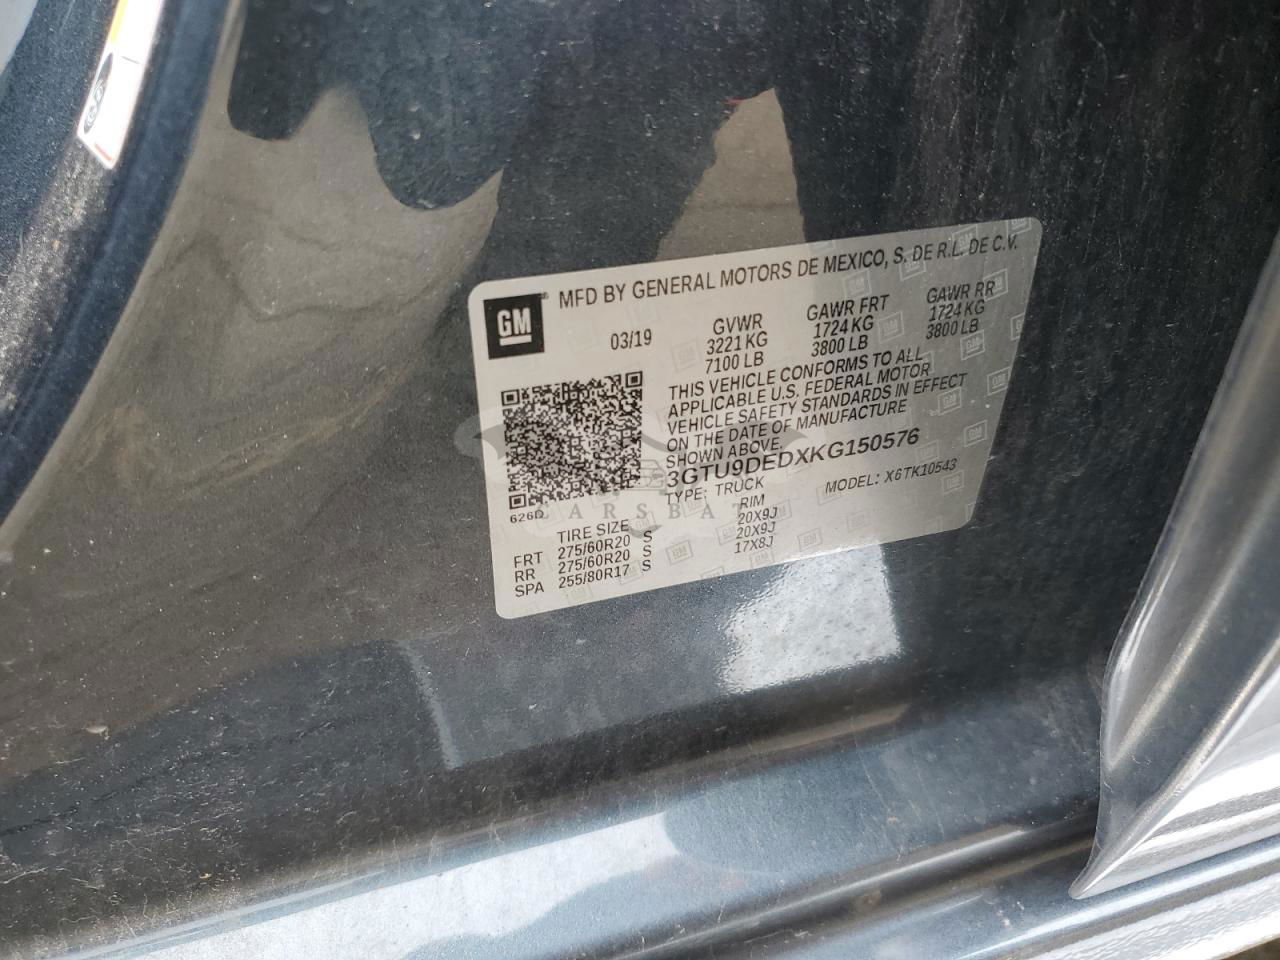 GM
MFD BY GENERAL MOTORS DE MEXICO, S. DE R.L. DE C.V.
03/19
GVWR GAWR FRT GAWR RR
3221 KG 1724 KG 1724 KG
7100 LB 3800 LB 3800 LB
THIS VEHICLE CONFORMS TO ALL
APPLICABLE U.S. FEDERAL MOTOR
VEHICLE SAFETY STANDARDS IN EFFECT
ON THE DATE OF MANUFACTURE
SHOWN ABOVE.
3GTU9DEDXKG150576
TYPE: TRUCK MODEL: X6TK10543
626D
CARSBAT
TIRE SIZE RIM
FRT 275/60R20 S 20X9J
RR 275/60R20 S 20X9J
SPA 255/80R17 S 17X8J